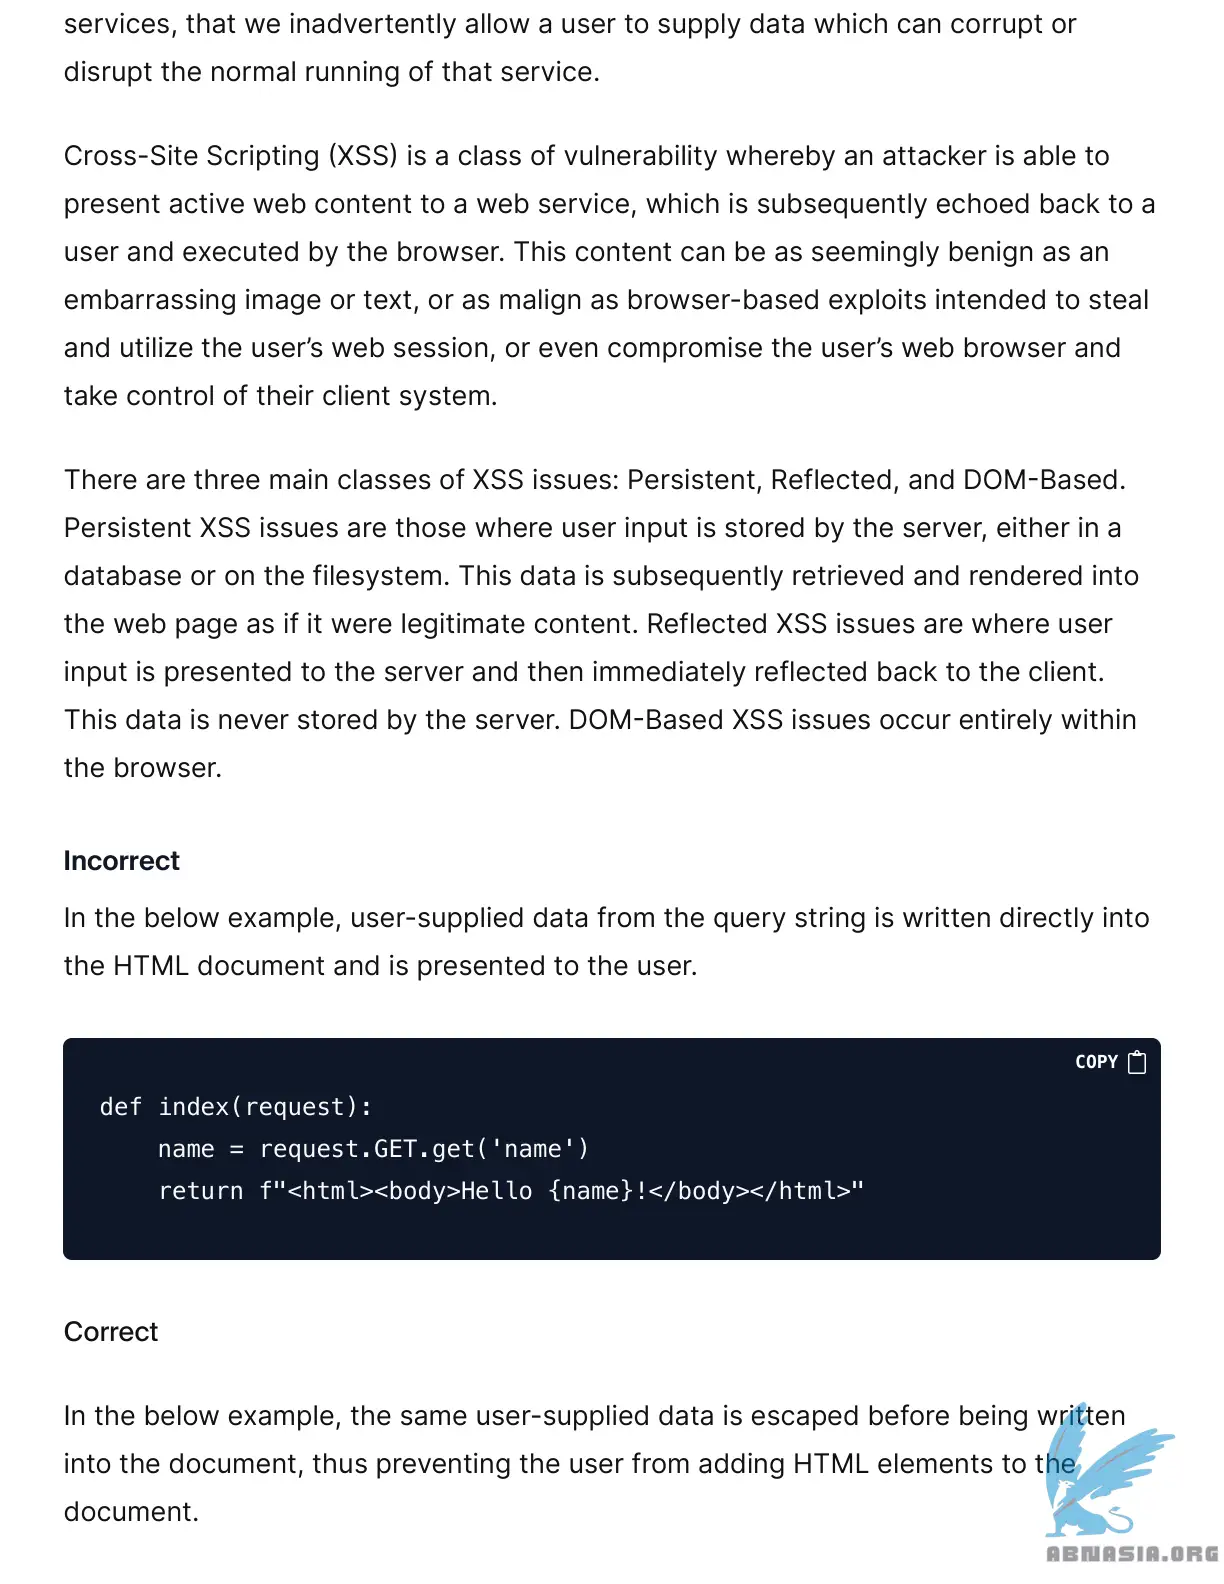 services, that we inadvertently allow a user to supply data which can corrupt or
disrupt the normal running of that service.
Cross-Site Scripting (XSS) is a class of vulnerability whereby an attacker is able to
present active web content to a web service, which is subsequently echoed back to a
user and executed by the browser. This content can be as seemingly benign as an
embarrassing image or text, or as malign as browser-based exploits intended to steal
and utilize the user’s web session, or even compromise the user’s web browser and
take control of their client system.
There are three main classes of XSS issues: Persistent, Reflected, and DOM-Based.
Persistent XSS issues are those where user input is stored by the server, either in a
database or on the filesystem. This data is subsequently retrieved and rendered into
the web page as if it were legitimate content. Reflected XSS issues are where user
input is presented to the server and then immediately reflected back to the client.
This data is never stored by the server. DOM-Based XSS issues occur entirely within
the browser.
Incorrect
In the below example, user-supplied data from the query string is written directly into
the HTML document and is presented to the user.
COPY
def index(request):
    name = request.GET.get('name')
    return f"<html><body>Hello {name}!</body></html>"
Correct
In the below example, the same user-supplied data is escaped before being written
into the document, thus preventing the user from adding HTML elements to the
document.
ABNASIA.ORG